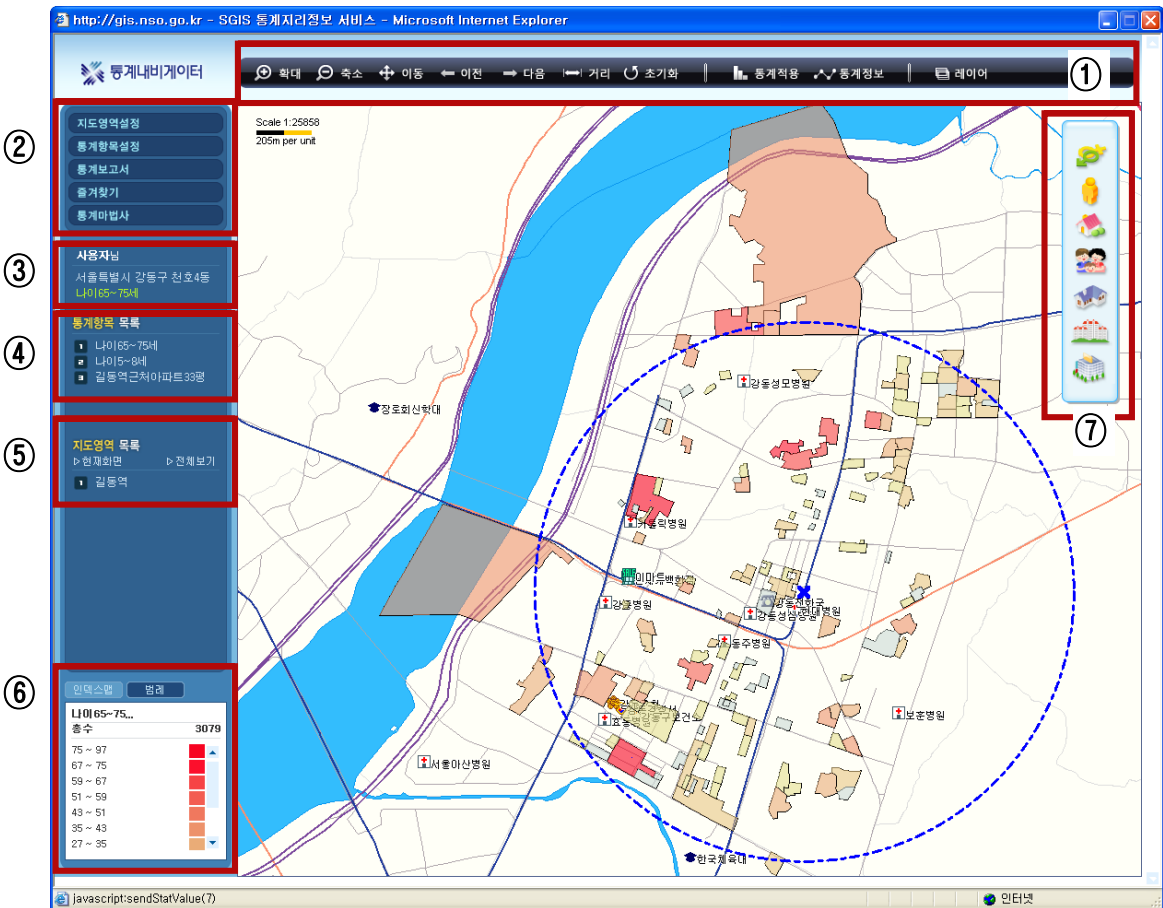 http://gis.nso.go.kr - SGIS 통계지리정보 서비스 - Microsoft Internet Explorer
통계내비게이터
확대 축소 이동 이전 다음 거리 초기화 통계적용 통계정보 레이어
①
②
지도영역설정
통계항목설정
통계보고서
즐겨찾기
통계마법사
Scale 1:25858
205m per unit
③
사용자님
서울특별시 강동구 천호4동
나이65~75세
④
통계항목 목록
1 나이65~75세
2 나이5~8세
3 길동역근처아파트33평
⑤
지도영역 목록
▷현재화면 ▷전체보기
1 길동역
⑥
인덱스맵 범례
나이65~75...
총수 3079
75 ~ 97
67 ~ 75
59 ~ 67
51 ~ 59
43 ~ 51
35 ~ 43
27 ~ 35
⑦
강동성모병원
장로회신학대
가톨릭병원
강동병원
강동성심병원
현대병원
동주병원
보훈병원
서울아산병원
한국체육대
javascript:sendStatValue(7)
인터넷